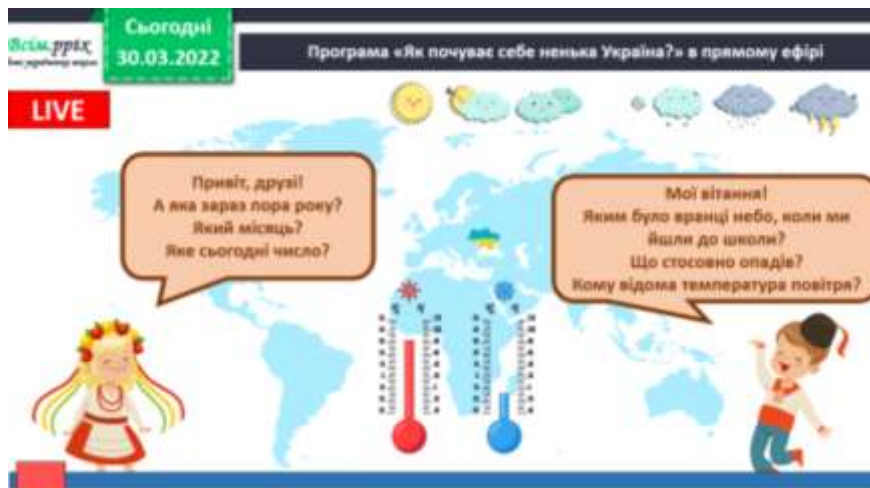 Всім.pptx
Сьогодні
30.03.2022
Програма «Як почуває себе ненька Україна?» в прямому ефірі
LIVE
Привіт, друзі!
А яка зараз пора року?
Який місяць?
Яке сьогодні число?
Мої вітання!
Яким було вранці небо, коли ми
йшли до школи?
Що стосовно опадів?
Кому відома температура повітря?